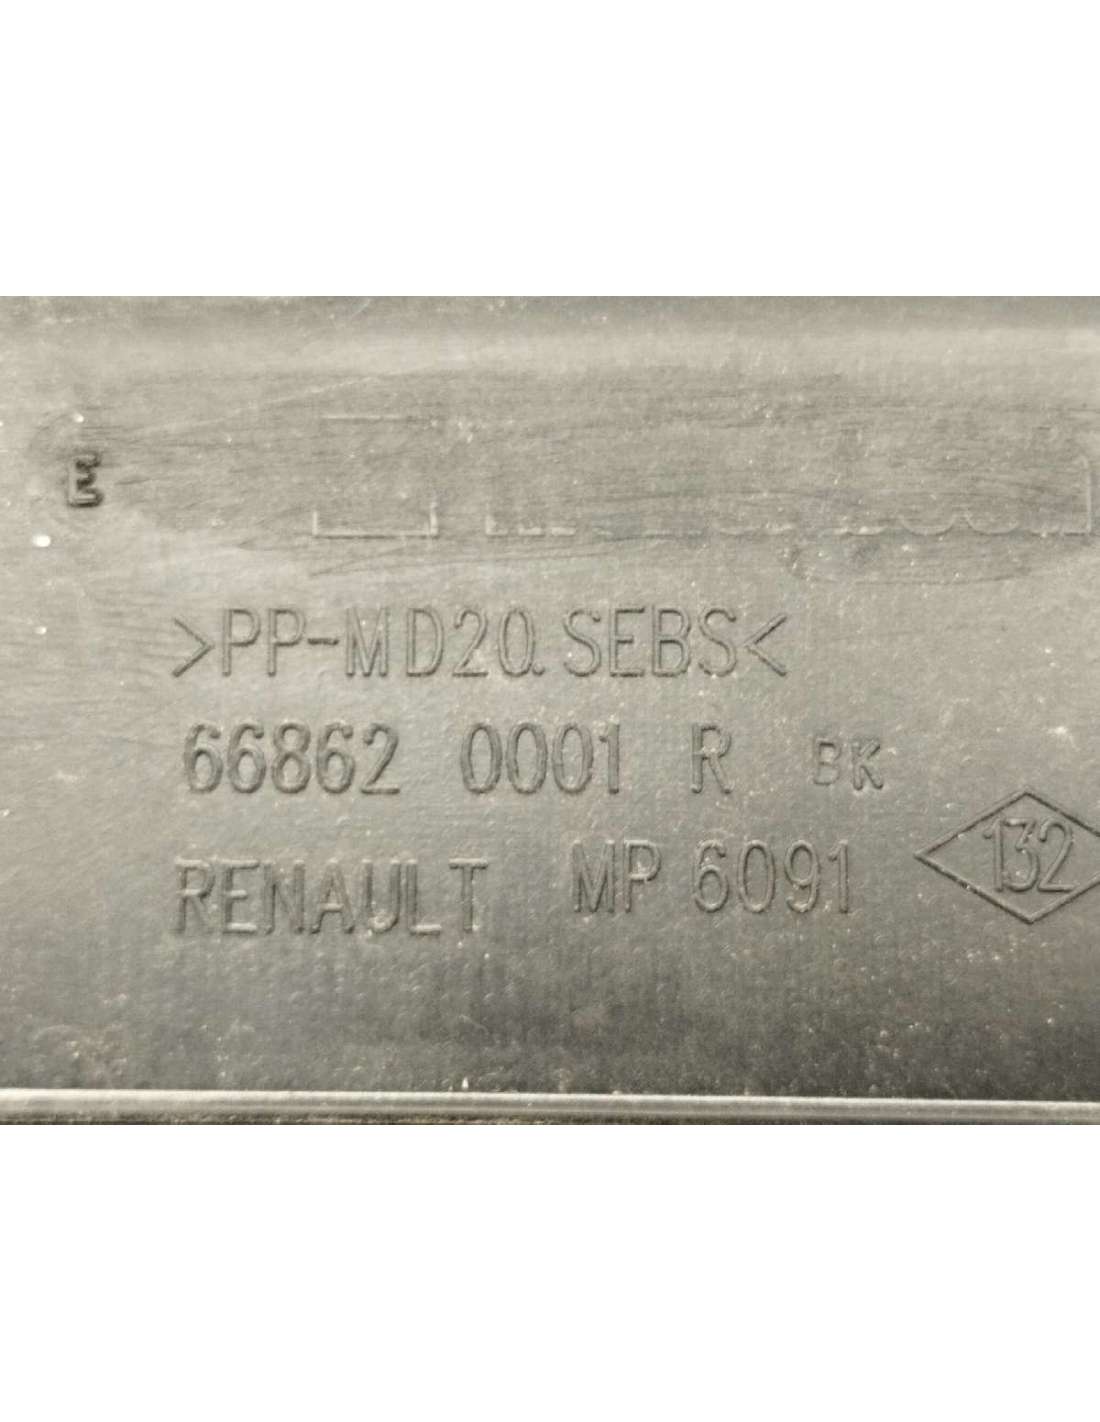 E
>PP-MD20.SEBS<
66862 0001 R BK
RENAULT MP 6091 132